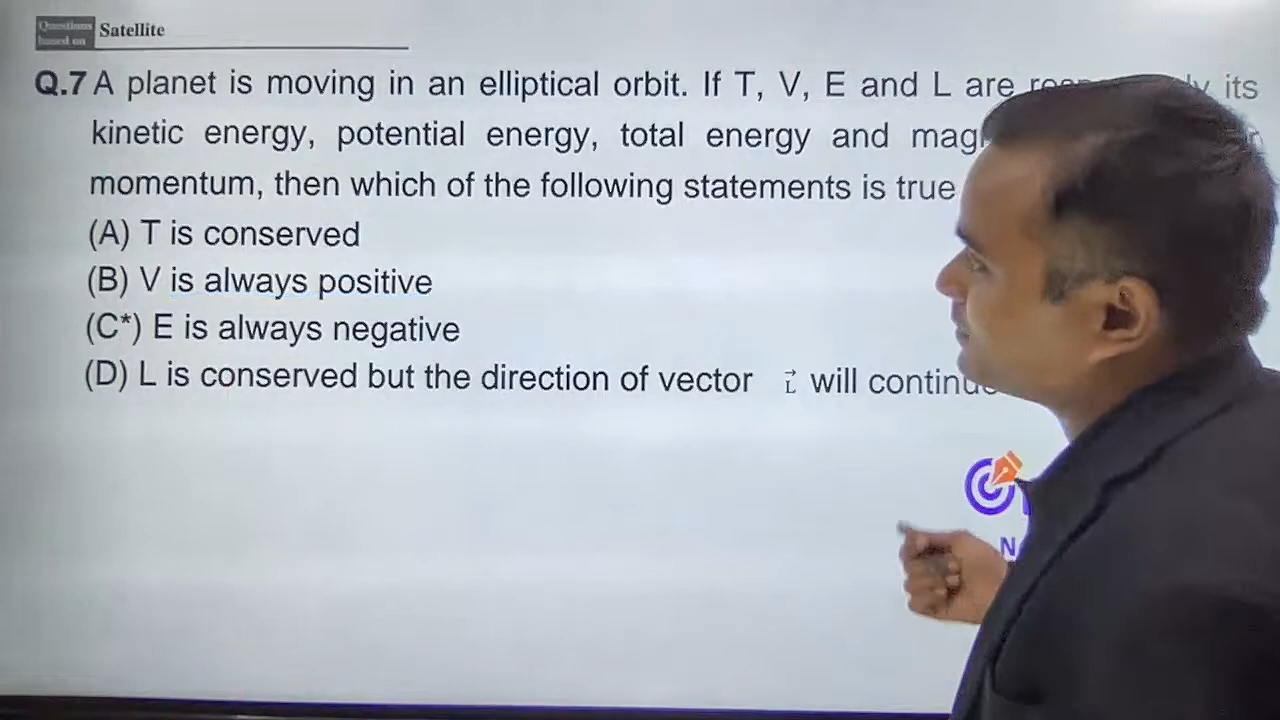 Questions based on
Satellite
Q.7 A planet is moving in an elliptical orbit. If T, V, E and L are its
kinetic energy, potential energy, total energy and
momentum, then which of the following statements is true
(A) T is conserved
(B) V is always positive
(C*) E is always negative
(D) L is conserved but the direction of vector L⃗ will